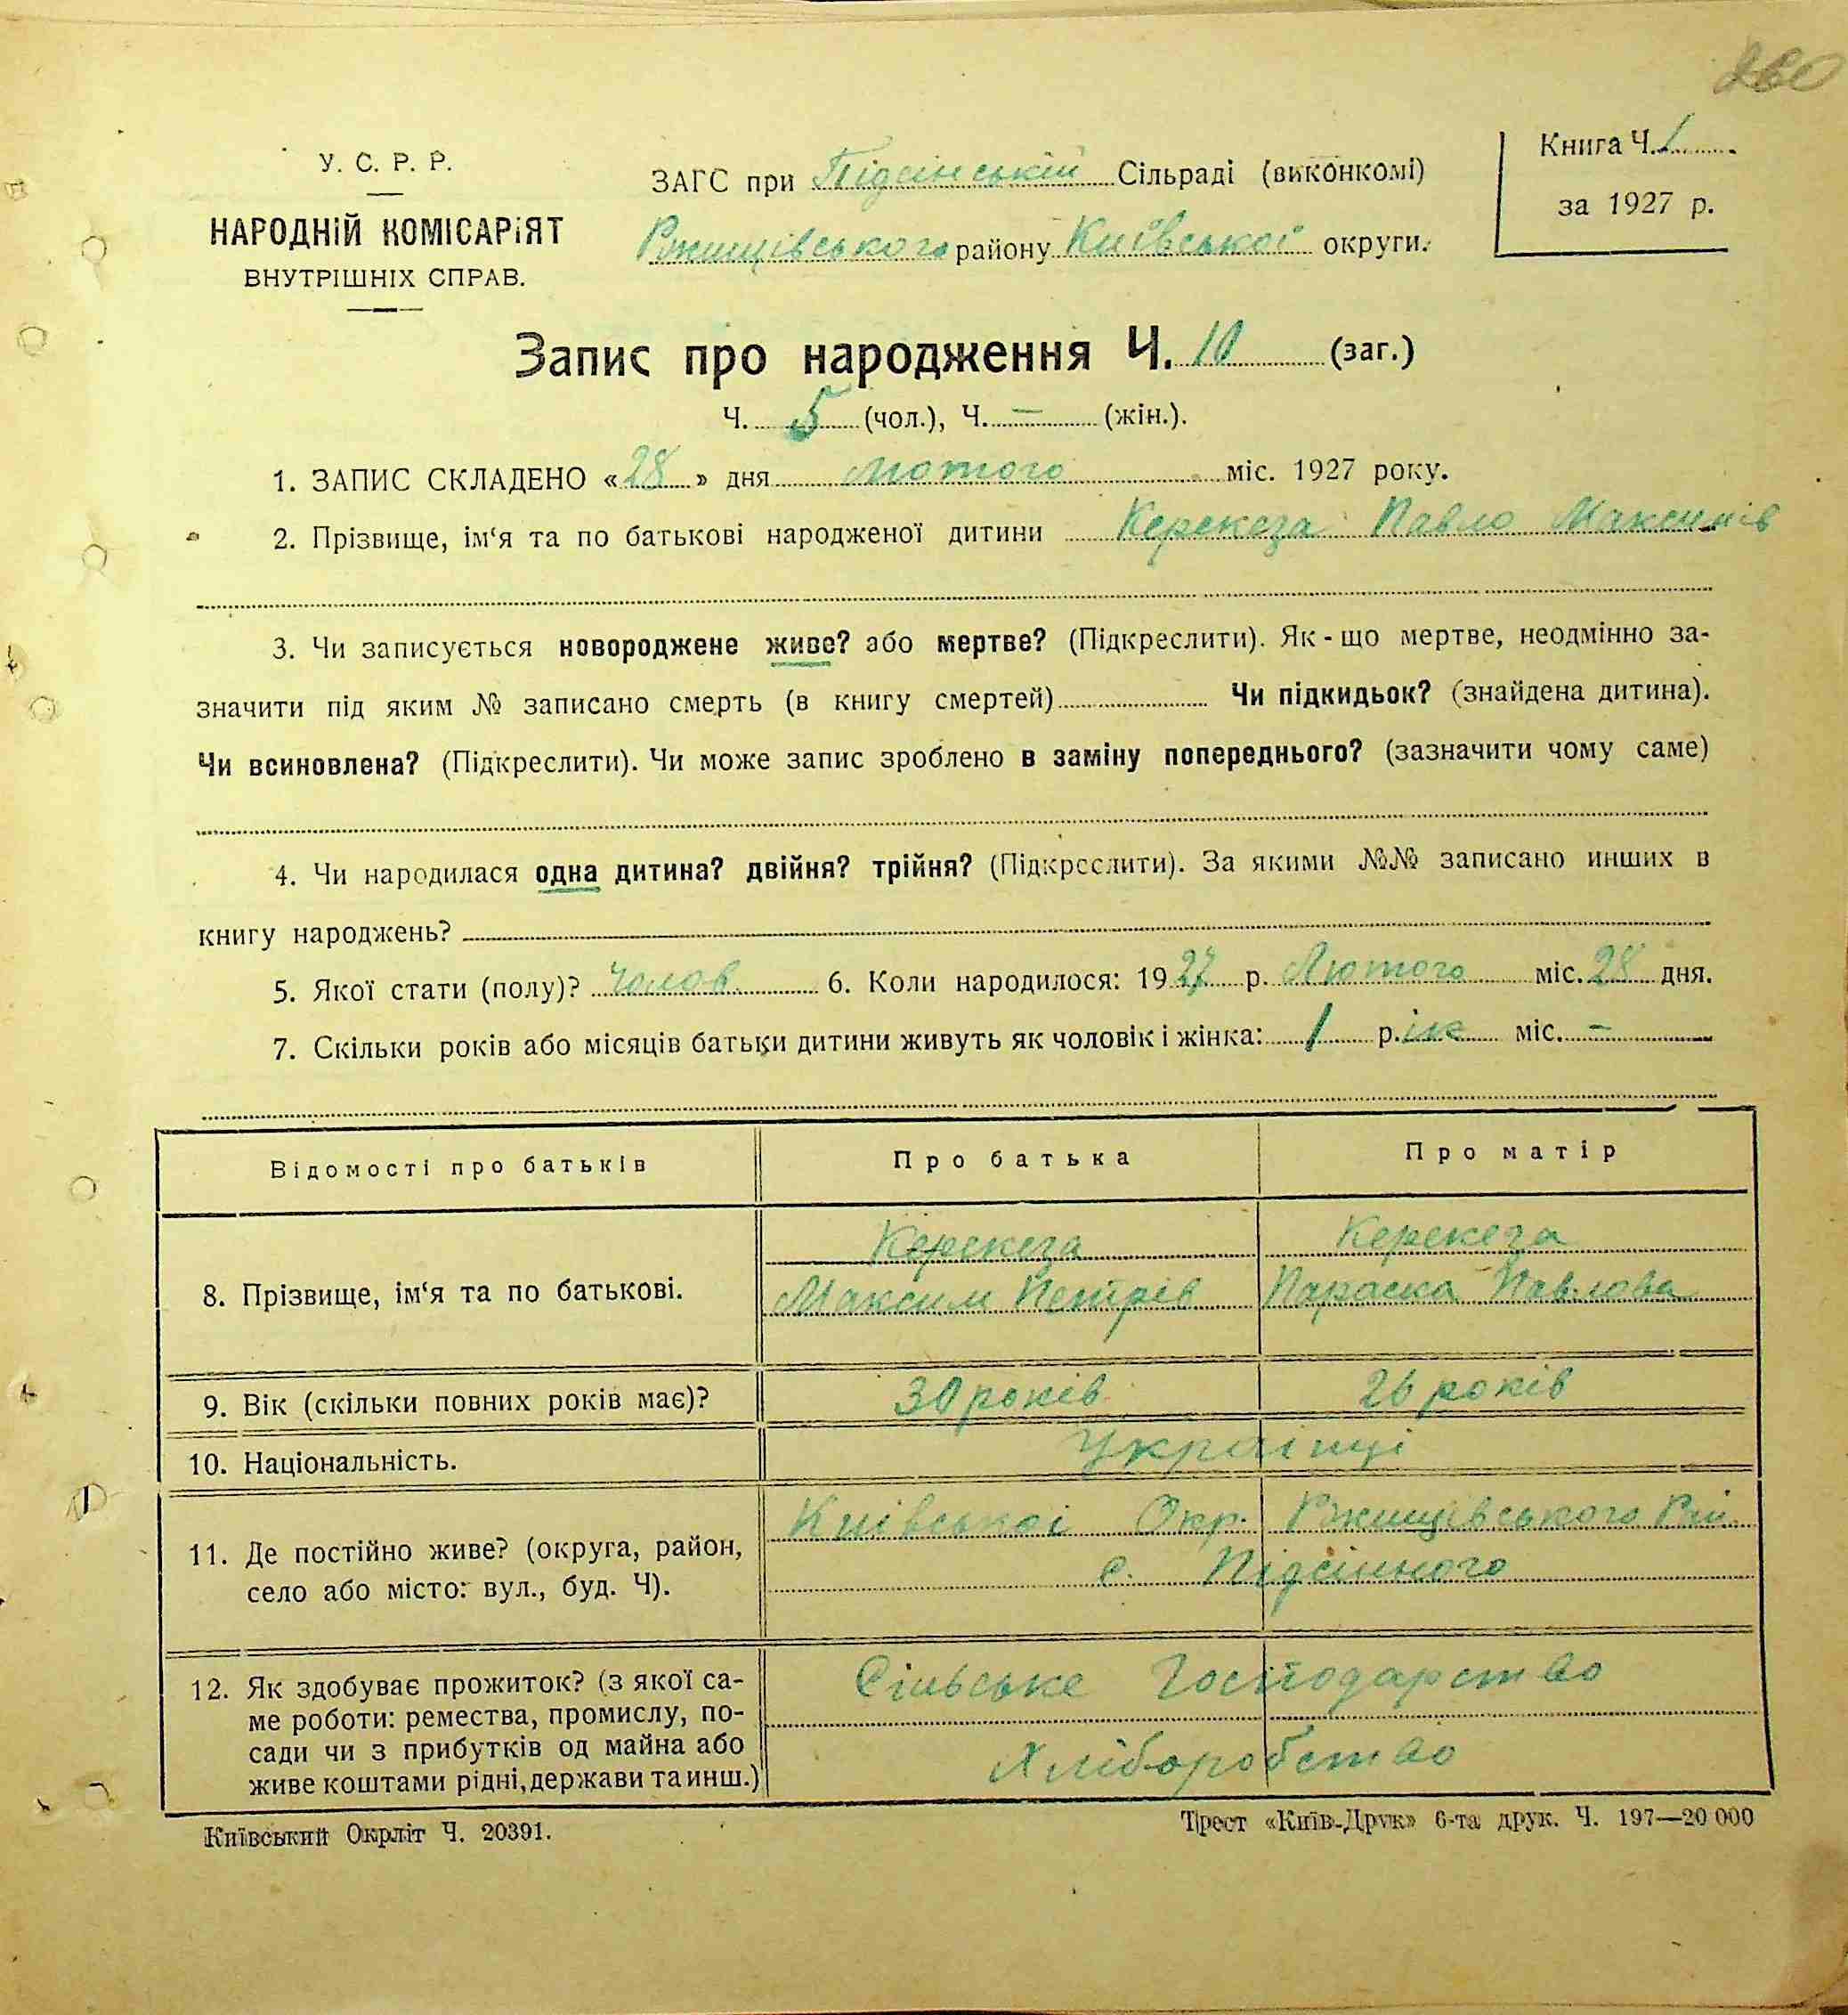 260
У. С. Р. Р.
НАРОДНІЙ КОМІСАРІЯТ
ВНУТРІШНІХ СПРАВ.
ЗАГС при Підсінській Сільраді (виконкомі)
Ржищівського району Київської округи.
Книга Ч. 1
за 1927 р.
Запис про народження Ч. 10 (заг.)
Ч. 5 (чол.), Ч. — (жін.).
1. ЗАПИС СКЛАДЕНО «28» дня лютого міс. 1927 року.
2. Прізвище, ім‘я та по батькові народженої дитини Керекеза Павло Максимів
3. Чи записується новороджене живе? або мертве? (Підкреслити). Як-що мертве, неодмінно за-
значити під яким № записано смерть (в книгу смертей) Чи підкидьок? (знайдена дитина).
Чи всиновлена? (Підкреслити). Чи може запис зроблено в заміну попереднього? (зазначити чому саме)
4. Чи народилася одна дитина? двійня? трійня? (Підкреслити). За якими №№ записано инших в
книгу народжень?
5. Якої стати (полу)? Чолов. 6. Коли народилося: 1927 р. Лютого міс. 28 дня.
7. Скільки років або місяців батьки дитини живуть як чоловік і жінка: 1 рік міс. —
Відомості про батьків Про батька Про матір
8. Прізвище, ім‘я та по батькові.
Керекеза
Максим Петрів
Керекеза
Параска Павлова
9. Вік (скільки повних років має)? 30 років 26 років
10. Національність. Українці
11. Де постійно живе? (округа, район,
село або місто: вул., буд. Ч).
Київської Окр. Ржищівського Рай.
с. Підсінного
12. Як здобуває прожиток? (з якої са-
ме роботи: ремества, промислу, по-
сади чи з прибутків од майна або
живе коштами рідні, держави та инш.)
Сільське Господарство
Хліборобство
Київський Окрліт Ч. 20391.
Трест «Київ-Друк» 6-та друк. Ч. 197—20 000